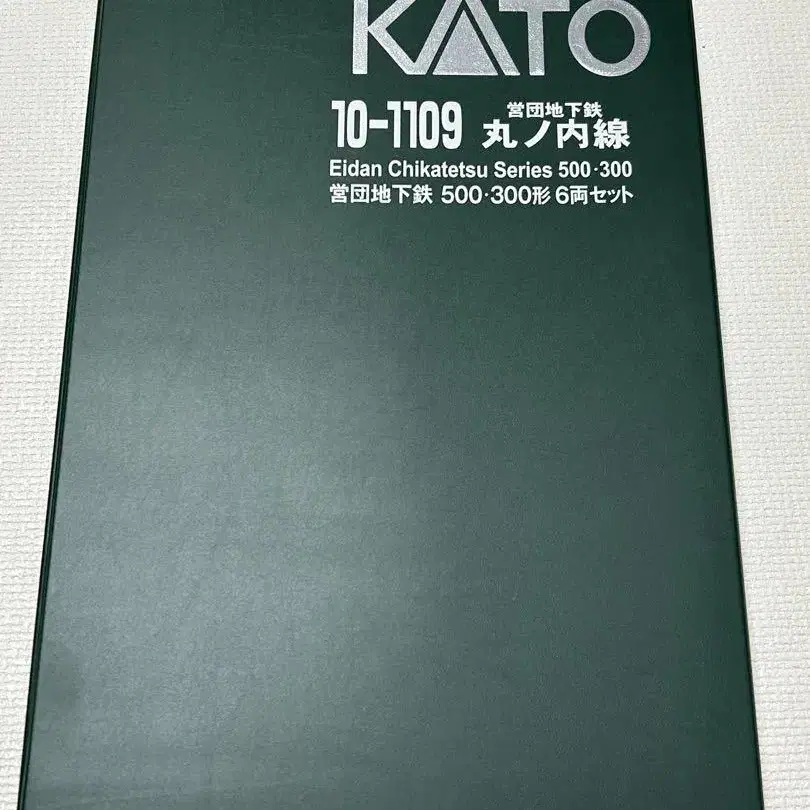 KATO
営団地下鉄
10-1109 丸ノ内線
Eidan Chikatetsu Series 500·300
営団地下鉄 500·300形 6両セット